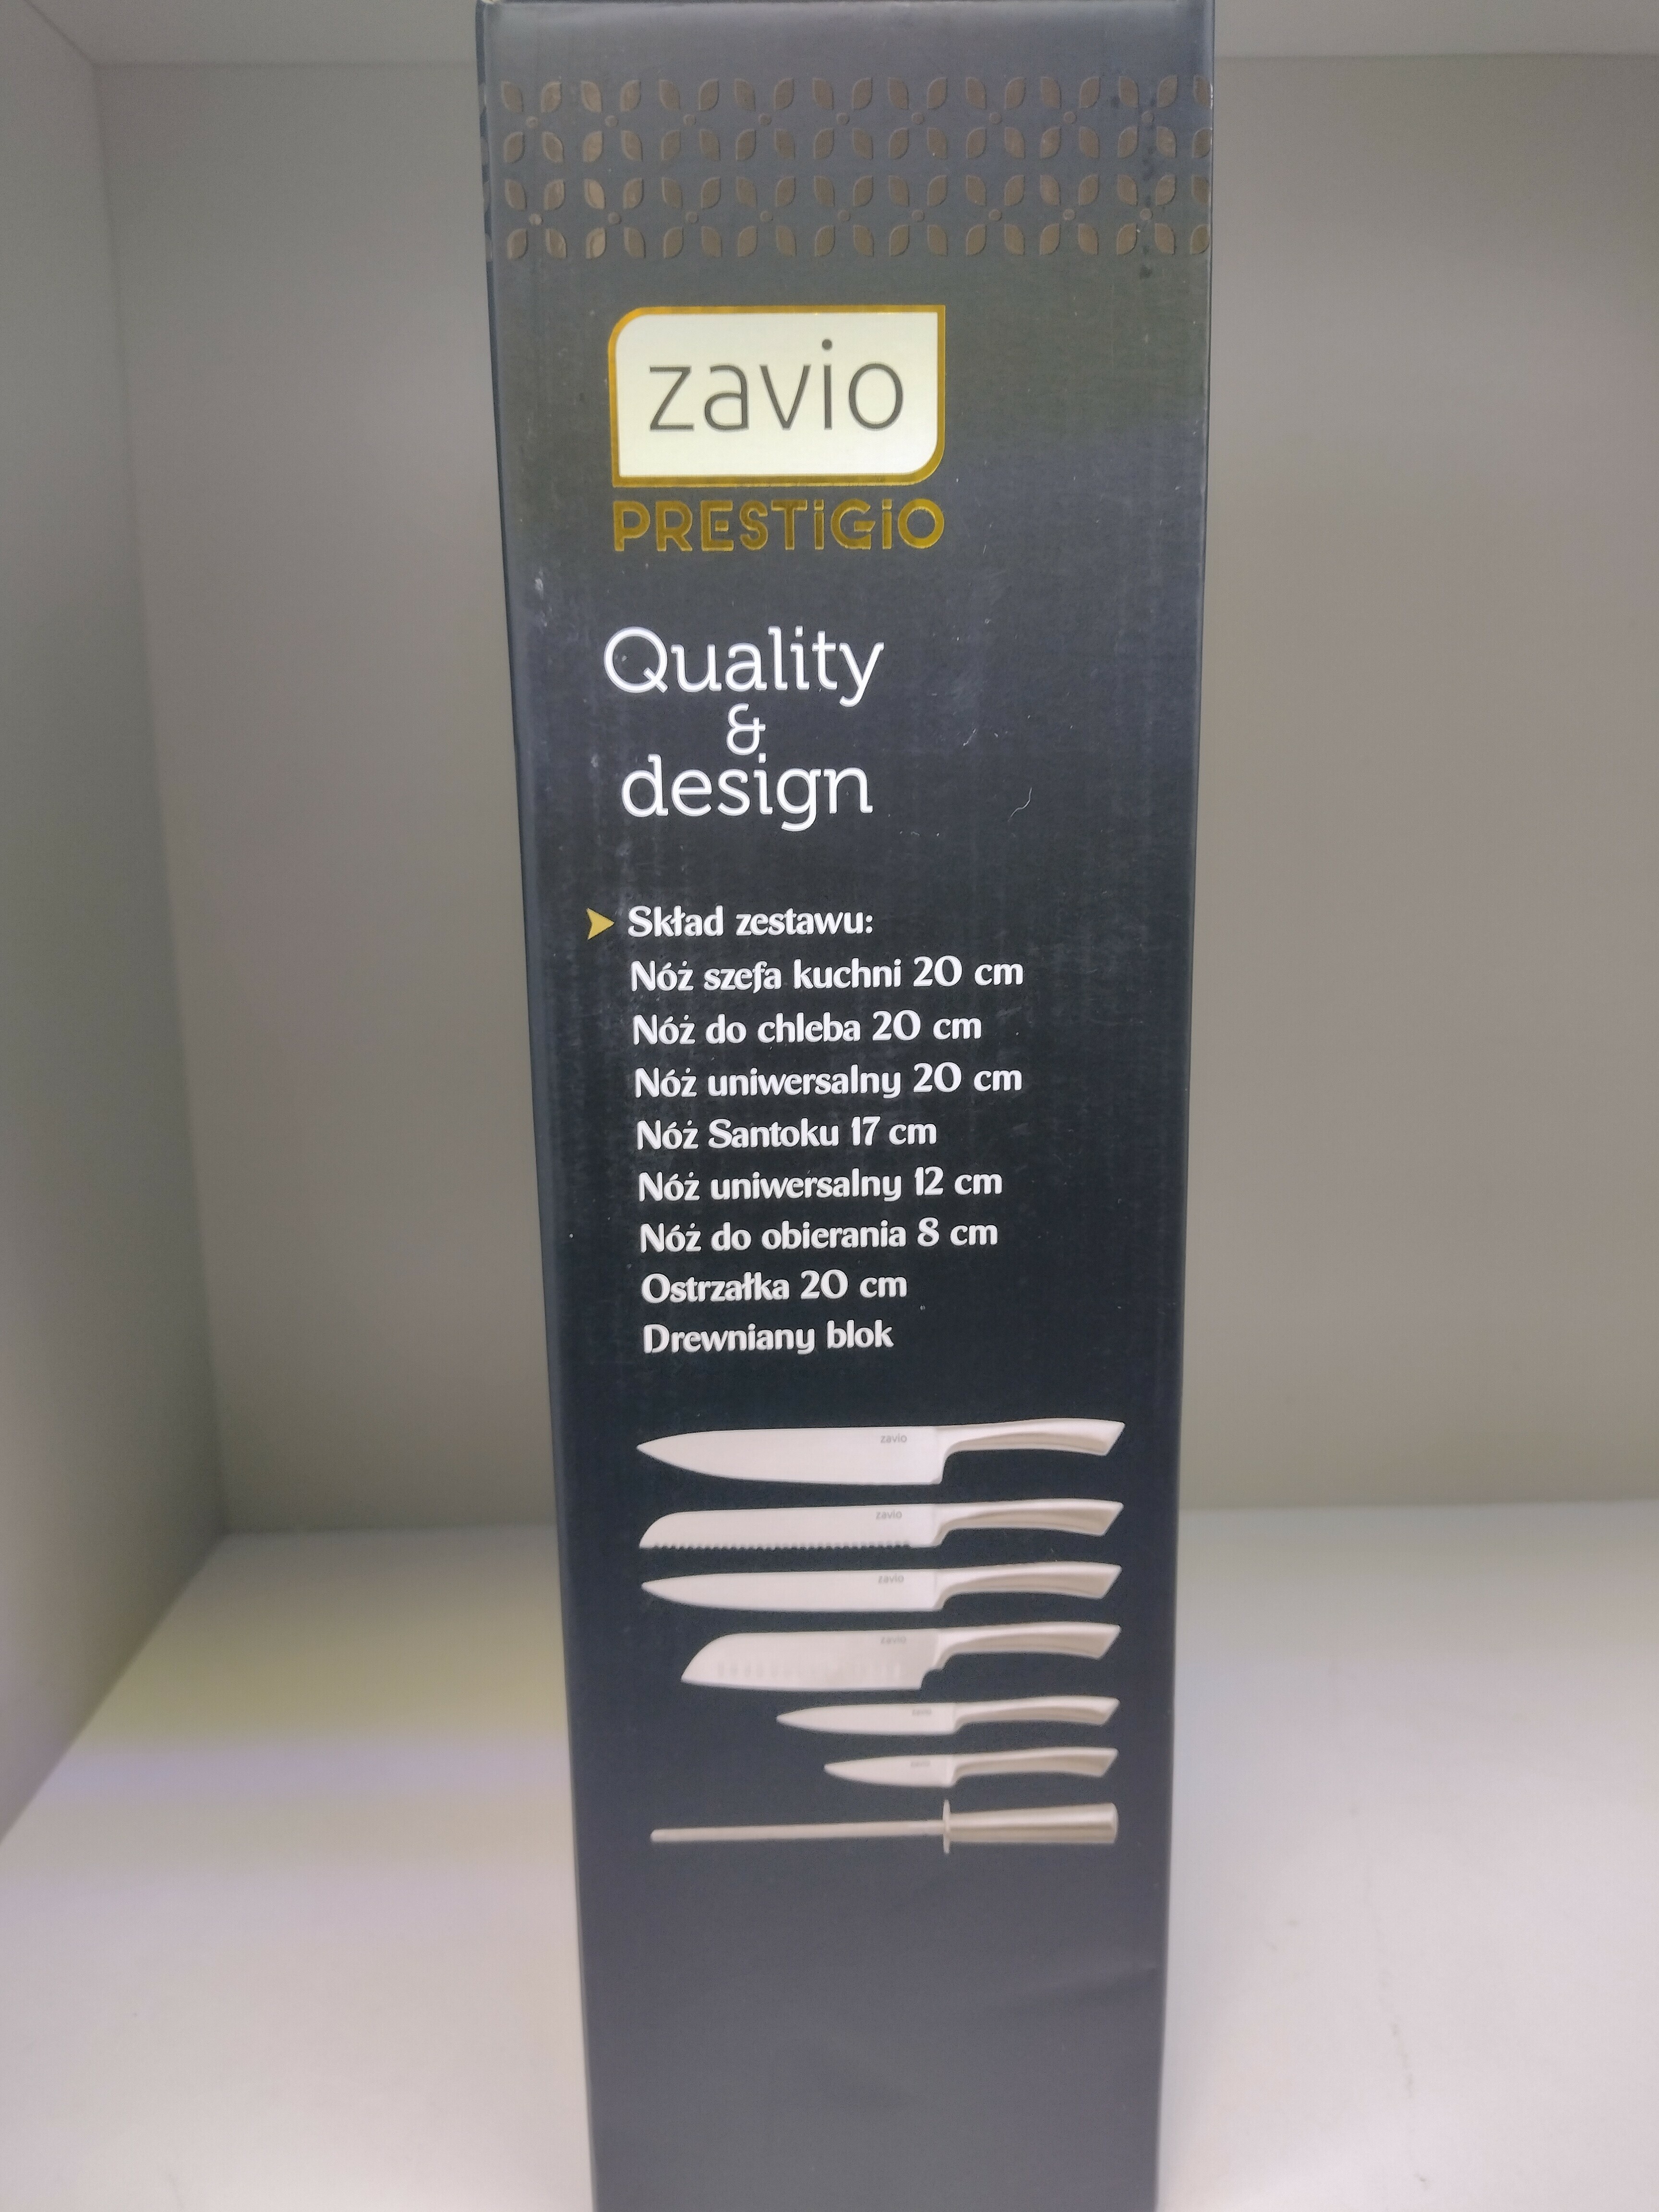 zavio
PRESTIGIO
Quality
&
design
Skład zestawu:
Nóż szefa kuchni 20 cm
Nóż do chleba 20 cm
Nóż uniwersalny 20 cm
Nóż Santoku 17 cm
Nóż uniwersalny 12 cm
Nóż do obierania 8 cm
Ostrzałka 20 cm
Drewniany blok
zavio
zavio
zavio
zavio
zavio
zavio